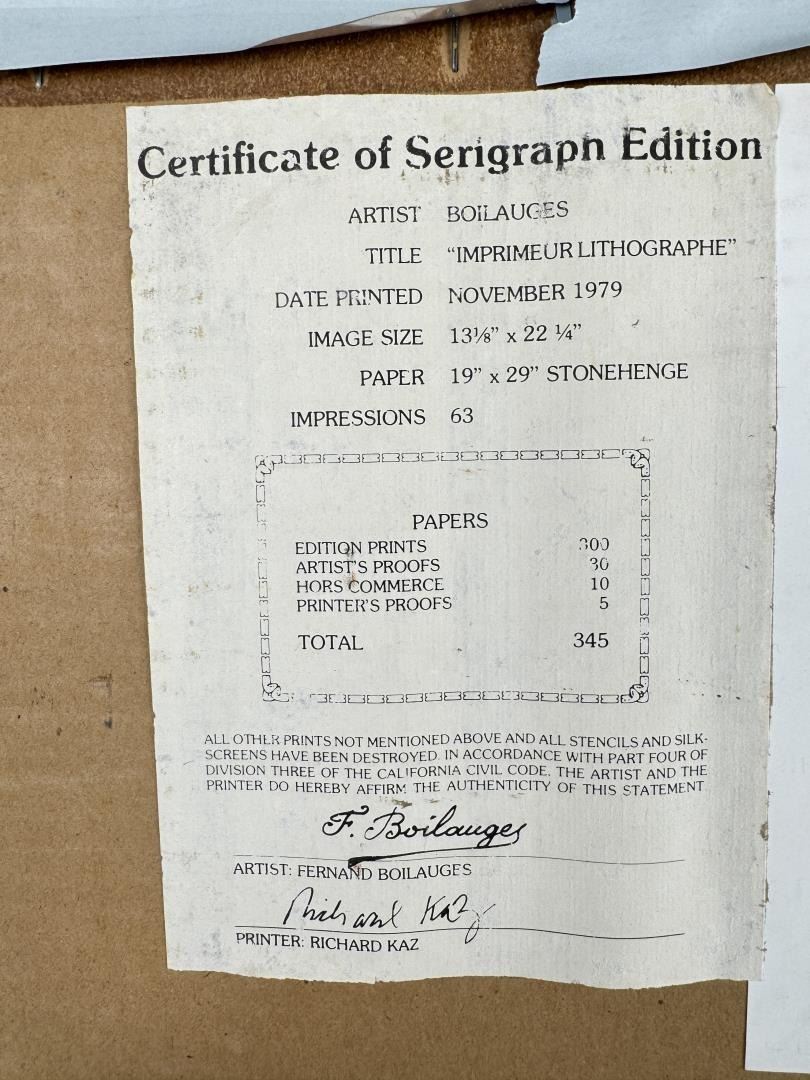 Certificate of Serigraph Edition
ARTIST BOILAUGES
TITLE “IMPRIMEUR LITHOGRAPHE”
DATE PRINTED NOVEMBER 1979
IMAGE SIZE 13⅛” x 22 ¼”
PAPER 19” x 29” STONEHENGE
IMPRESSIONS 63
PAPERS
EDITION PRINTS 300
ARTIST'S PROOFS 30
HORS COMMERCE 10
PRINTER'S PROOFS 5
TOTAL 345
ALL OTHER PRINTS NOT MENTIONED ABOVE AND ALL STENCILS AND SILK-
SCREENS HAVE BEEN DESTROYED. IN ACCORDANCE WITH PART FOUR OF
DIVISION THREE OF THE CALIFORNIA CIVIL CODE, THE ARTIST AND THE
PRINTER DO HEREBY AFFIRM THE AUTHENTICITY OF THIS STATEMENT
F. Boilauges
ARTIST: FERNAND BOILAUGES
Richard Kaz
PRINTER: RICHARD KAZ